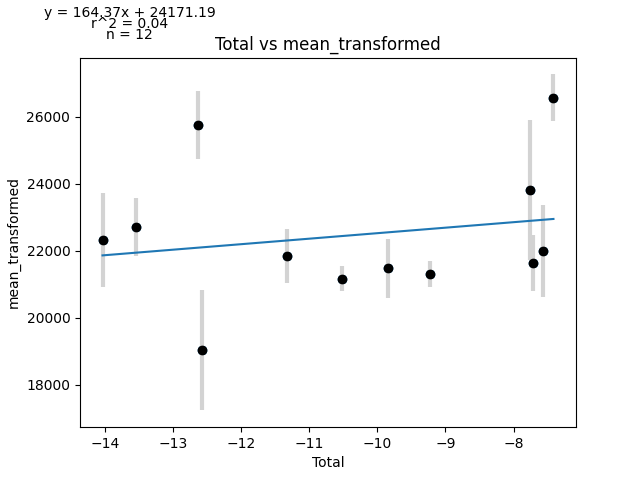 y = 164.37x + 24171.19
r^2 = 0.04
n = 12
Total vs mean_transformed
mean_transformed
26000
24000
22000
20000
18000
−14
−13
−12
−11
−10
−9
−8
Total